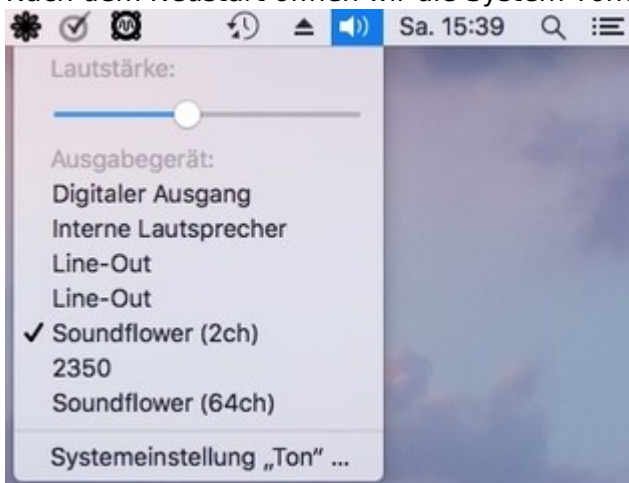 Nach dem Neustart öffnen wir die System-Ton
Sa. 15:39
Lautstärke:
Ausgabegerät:
Digitaler Ausgang
Interne Lautsprecher
Line-Out
Line-Out
✓ Soundflower (2ch)
2350
Soundflower (64ch)
Systemeinstellung „Ton“ ...